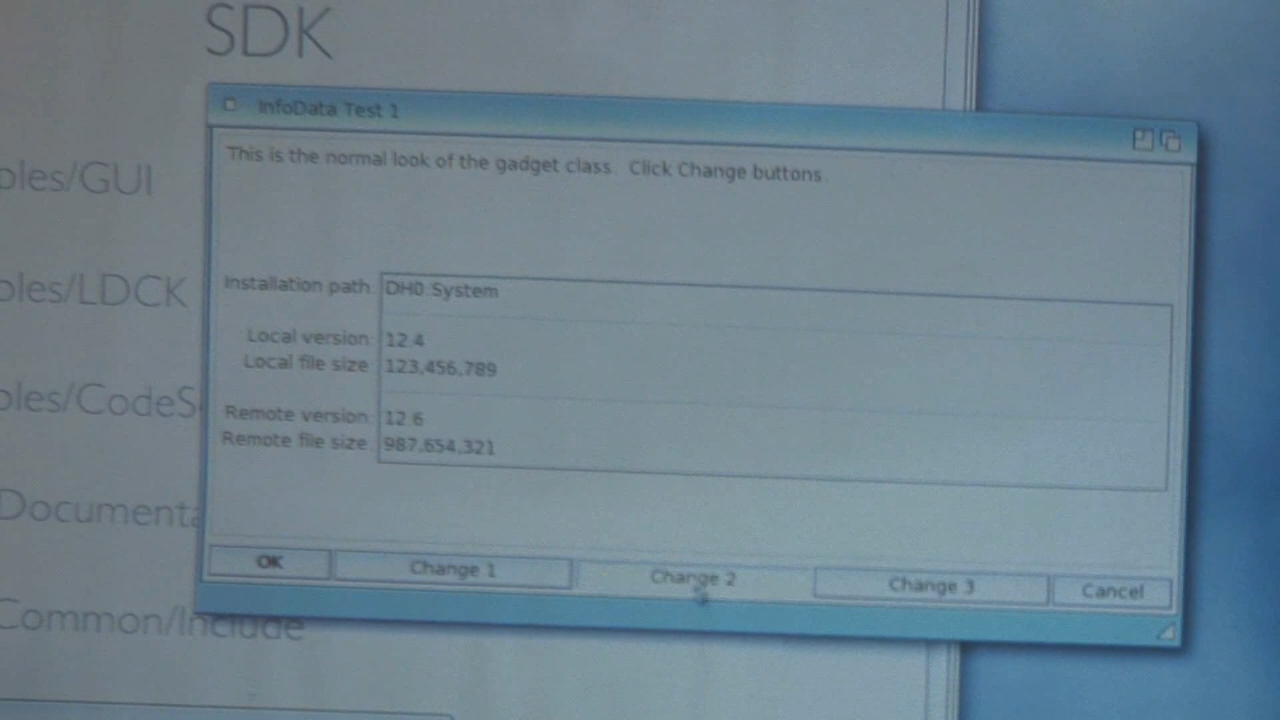 SDK
InfoData Test 1
This is the normal look of the gadget class. Click Change buttons.
ples/GUI
Installation path: DH0:System
ples/LDCK
Local version: 12.4
Local file size: 123,456,789
ples/CodeS
Remote version: 12.6
Remote file size: 987,654,321
Documenta
OK Change 1 Change 2 Change 3 Cancel
Common/Include